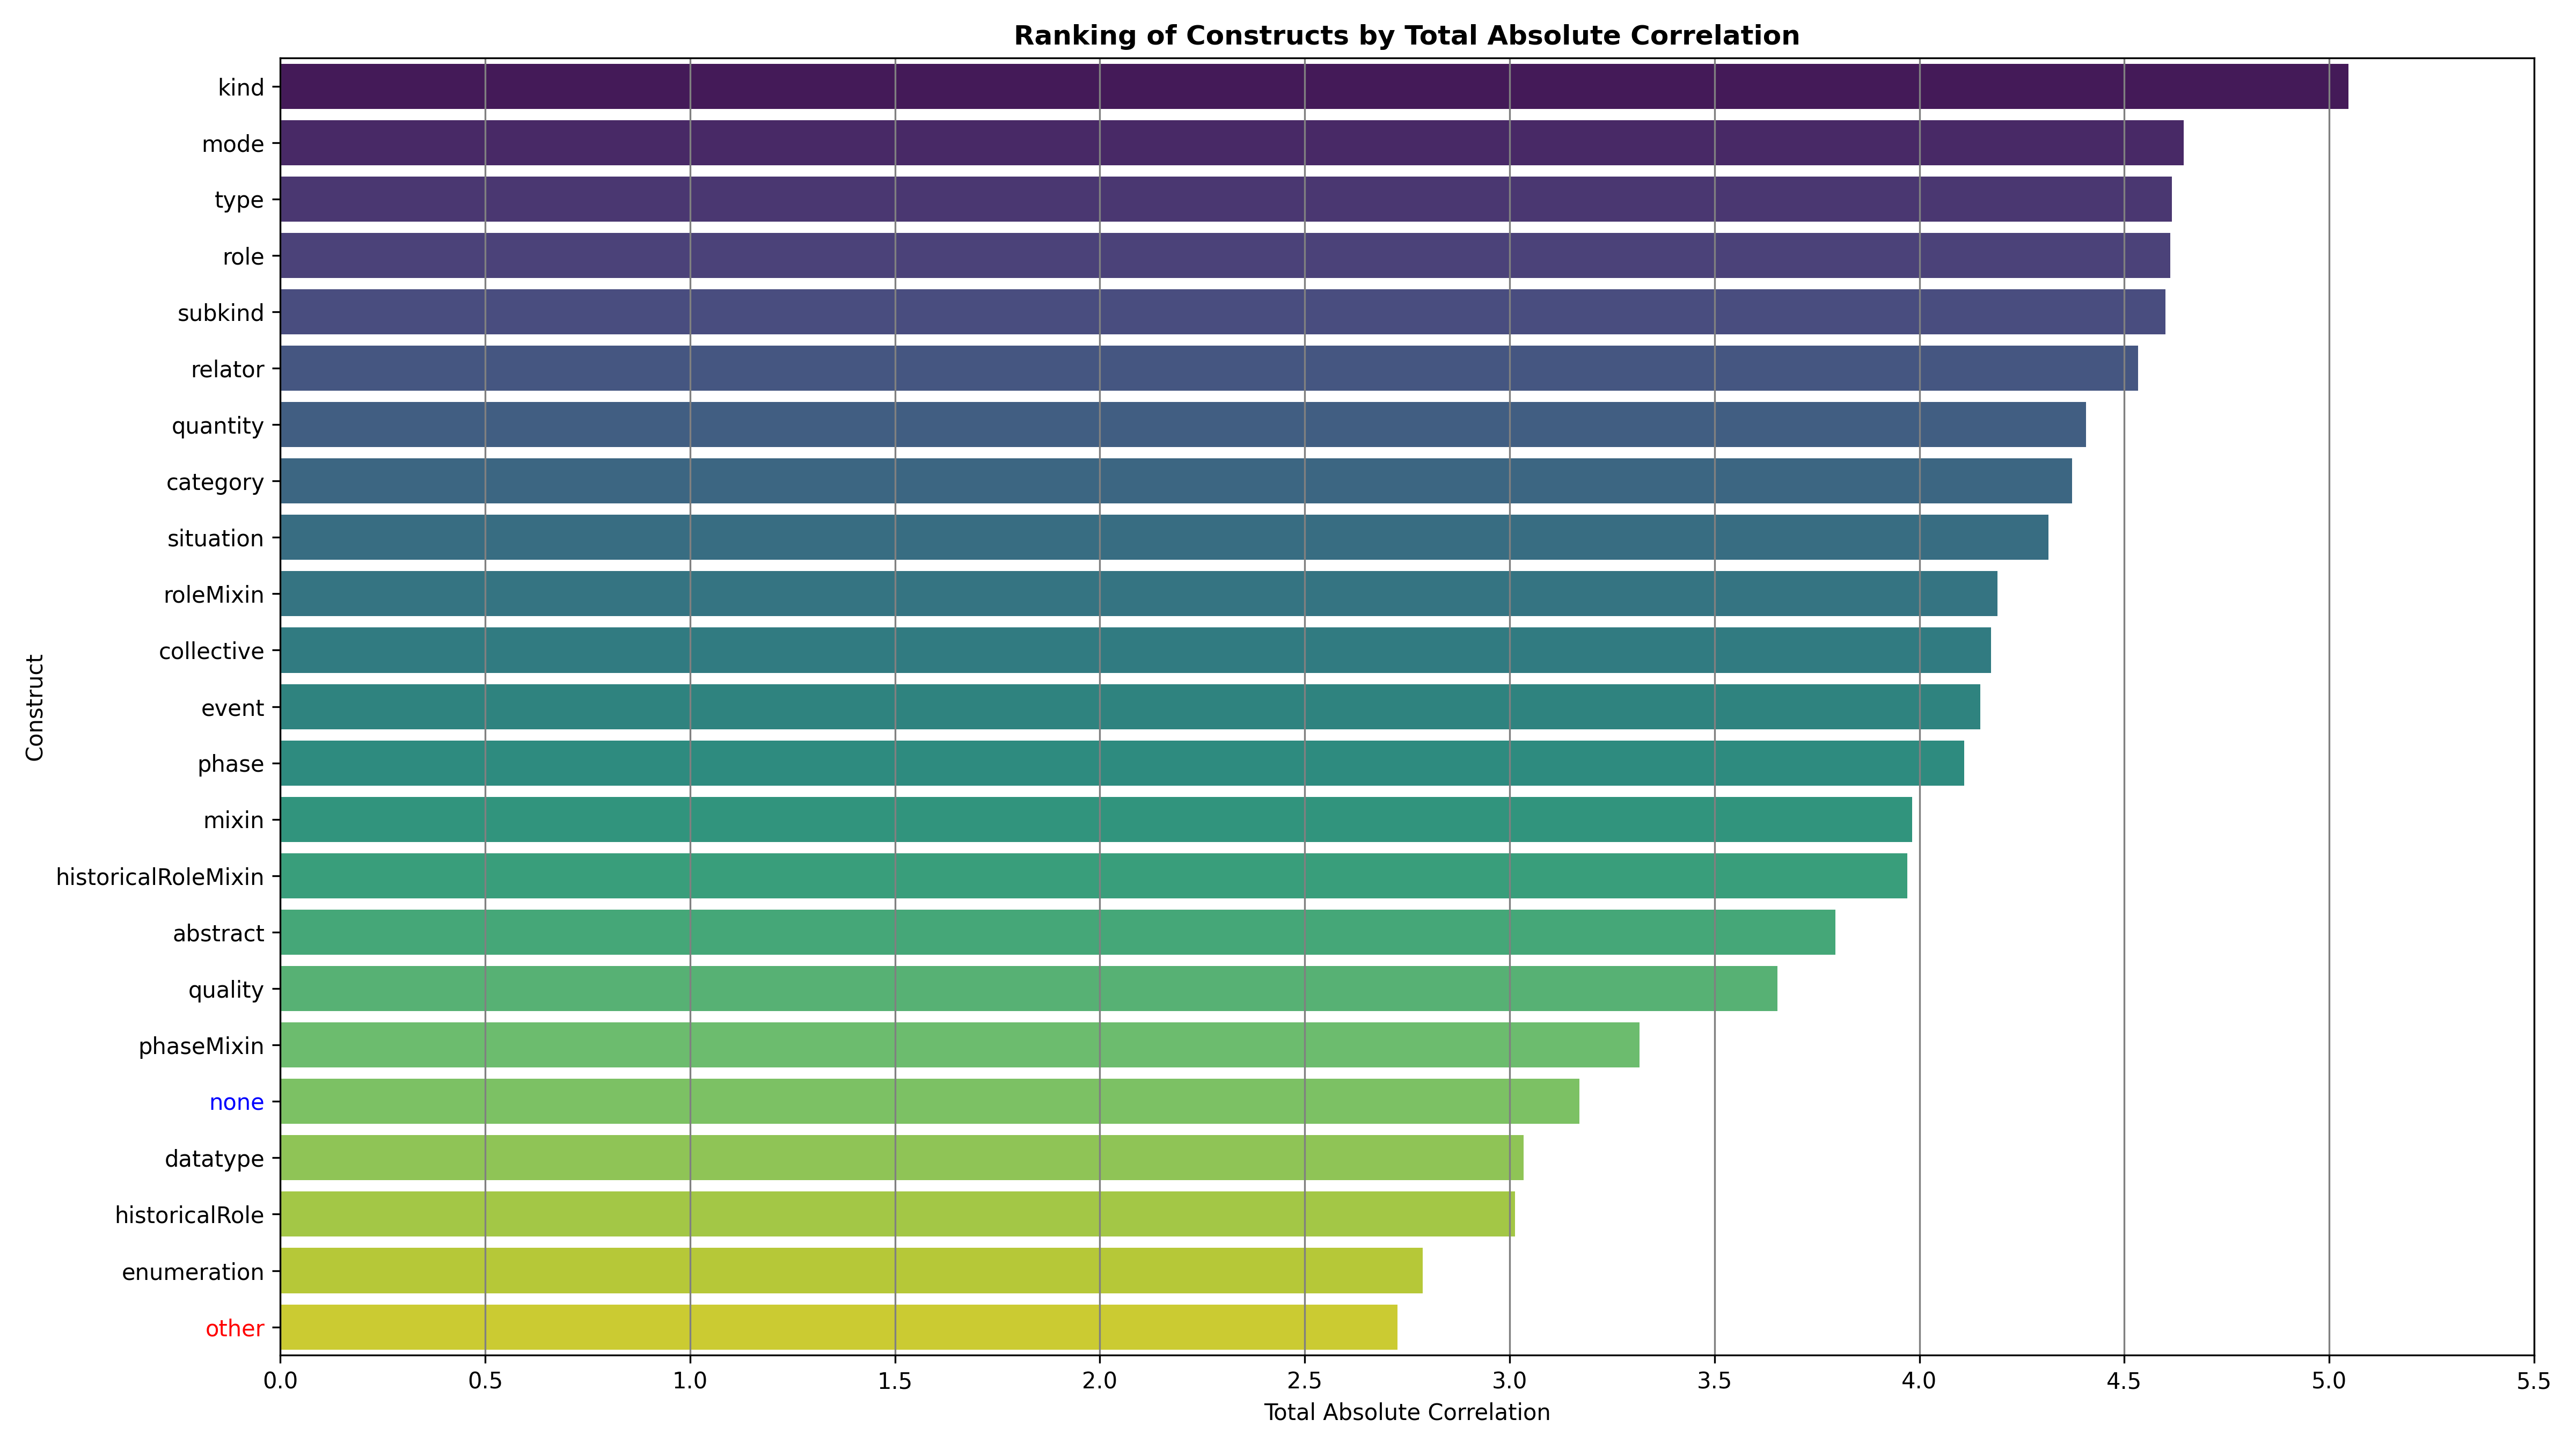 Ranking of Constructs by Total Absolute Correlation
kind
mode
type
role
subkind
relator
quantity
category
situation
roleMixin
collective
event
phase
mixin
historicalRoleMixin
abstract
quality
phaseMixin
none
datatype
historicalRole
enumeration
other
Construct
0.0 0.5 1.0 1.5 2.0 2.5 3.0 3.5 4.0 4.5 5.0 5.5
Total Absolute Correlation